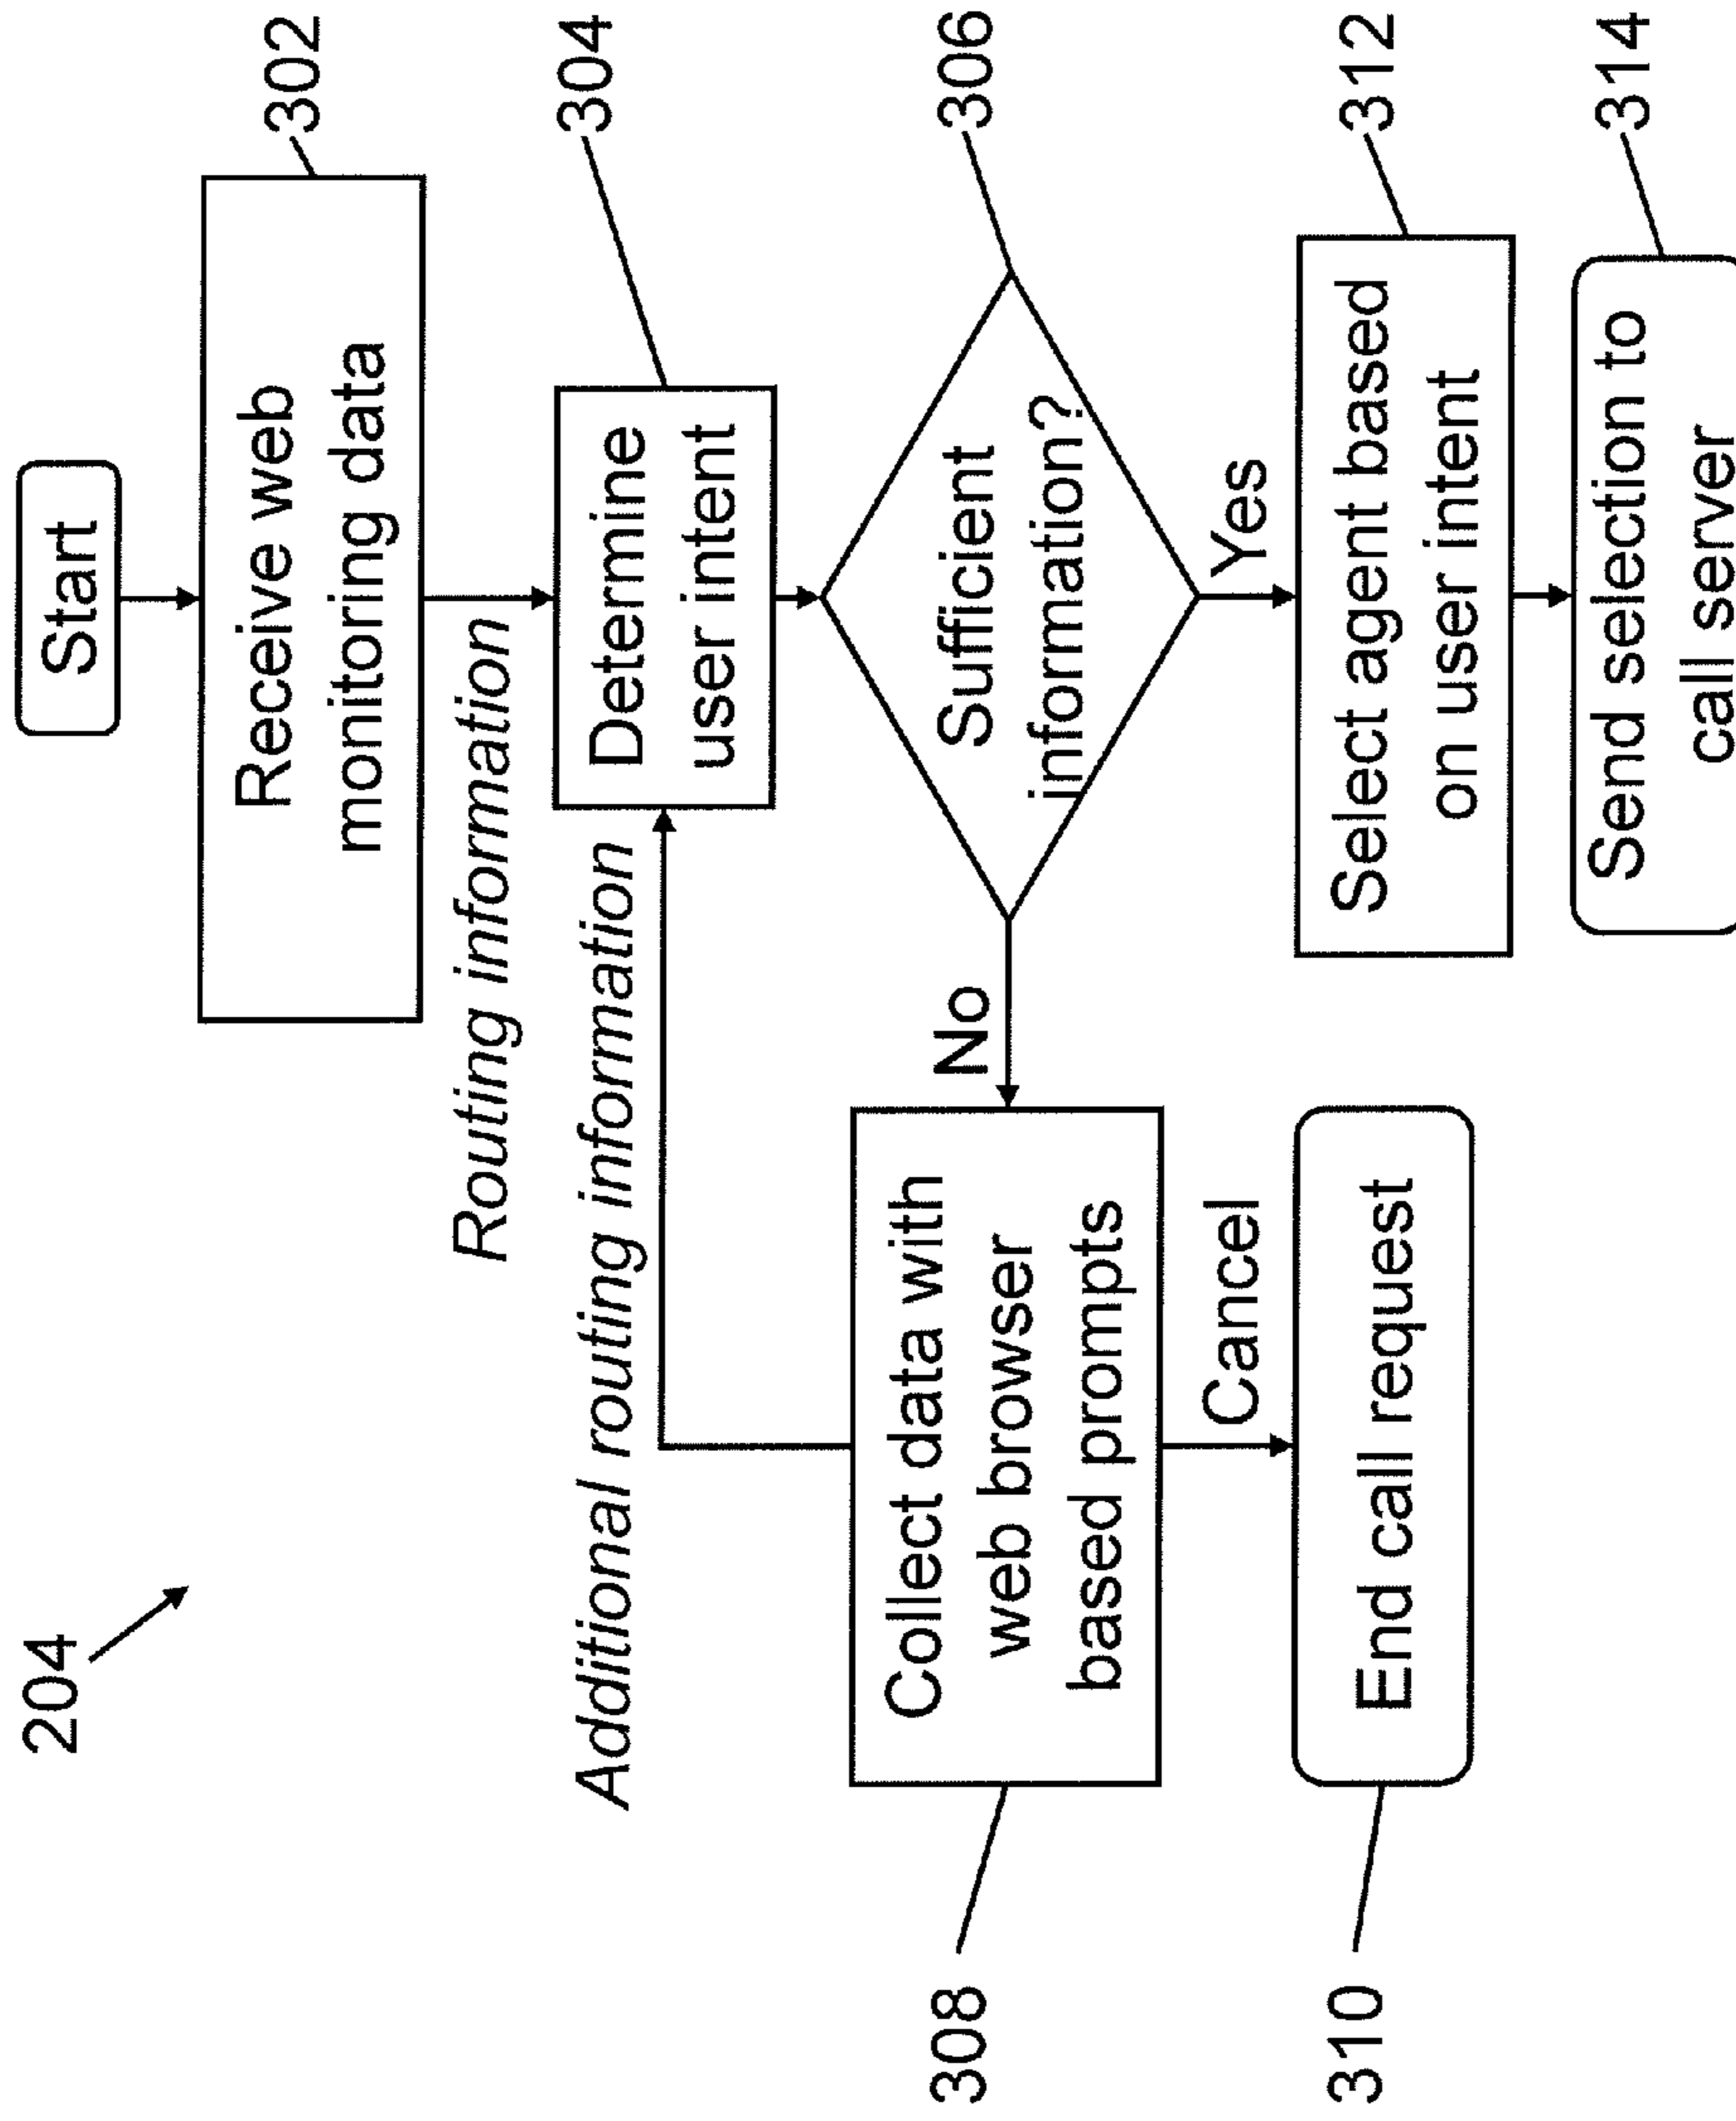 204
Start
Receive web
monitoring data
302
Routing information
Additional routing information
Determine
user intent
304
Sufficient
information?
306
No
Yes
Collect data with
web browser
based prompts
308
Cancel
End call request
310
Select agent based
on user intent
312
Send selection to
call server
314